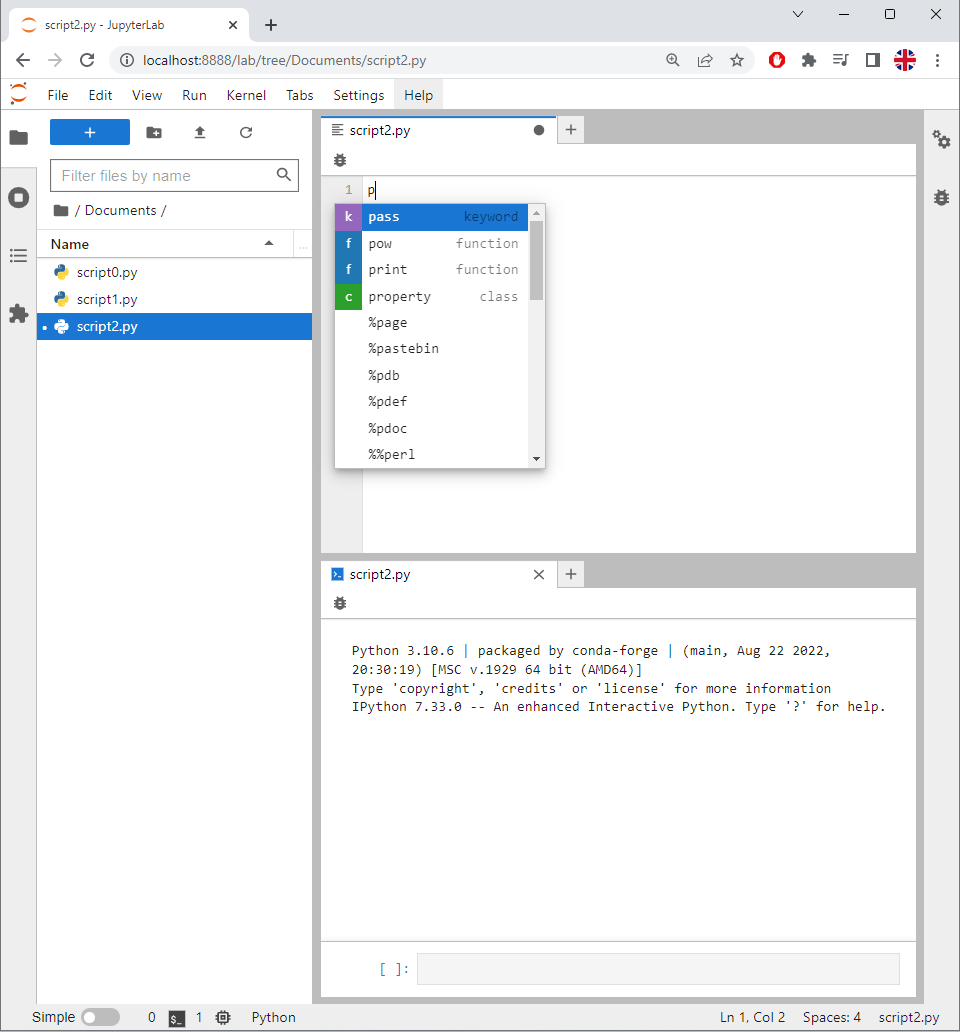 script2.py - JupyterLab
localhost:8888/lab/tree/Documents/script2.py
File Edit View Run Kernel Tabs Settings Help
Filter files by name
/ Documents /
Name
...
script0.py
script1.py
script2.py
script2.py
1 p
k pass keyword
f pow function
f print function
c property class
%page
%pastebin
%pdb
%pdef
%pdoc
%%perl
script2.py
Python 3.10.6 | packaged by conda-forge | (main, Aug 22 2022,
20:30:19) [MSC v.1929 64 bit (AMD64)]
Type 'copyright', 'credits' or 'license' for more information
IPython 7.33.0 -- An enhanced Interactive Python. Type '?' for help.
[ ]:
Simple 0 $_ 1 Python Ln 1, Col 2 Spaces: 4 script2.py